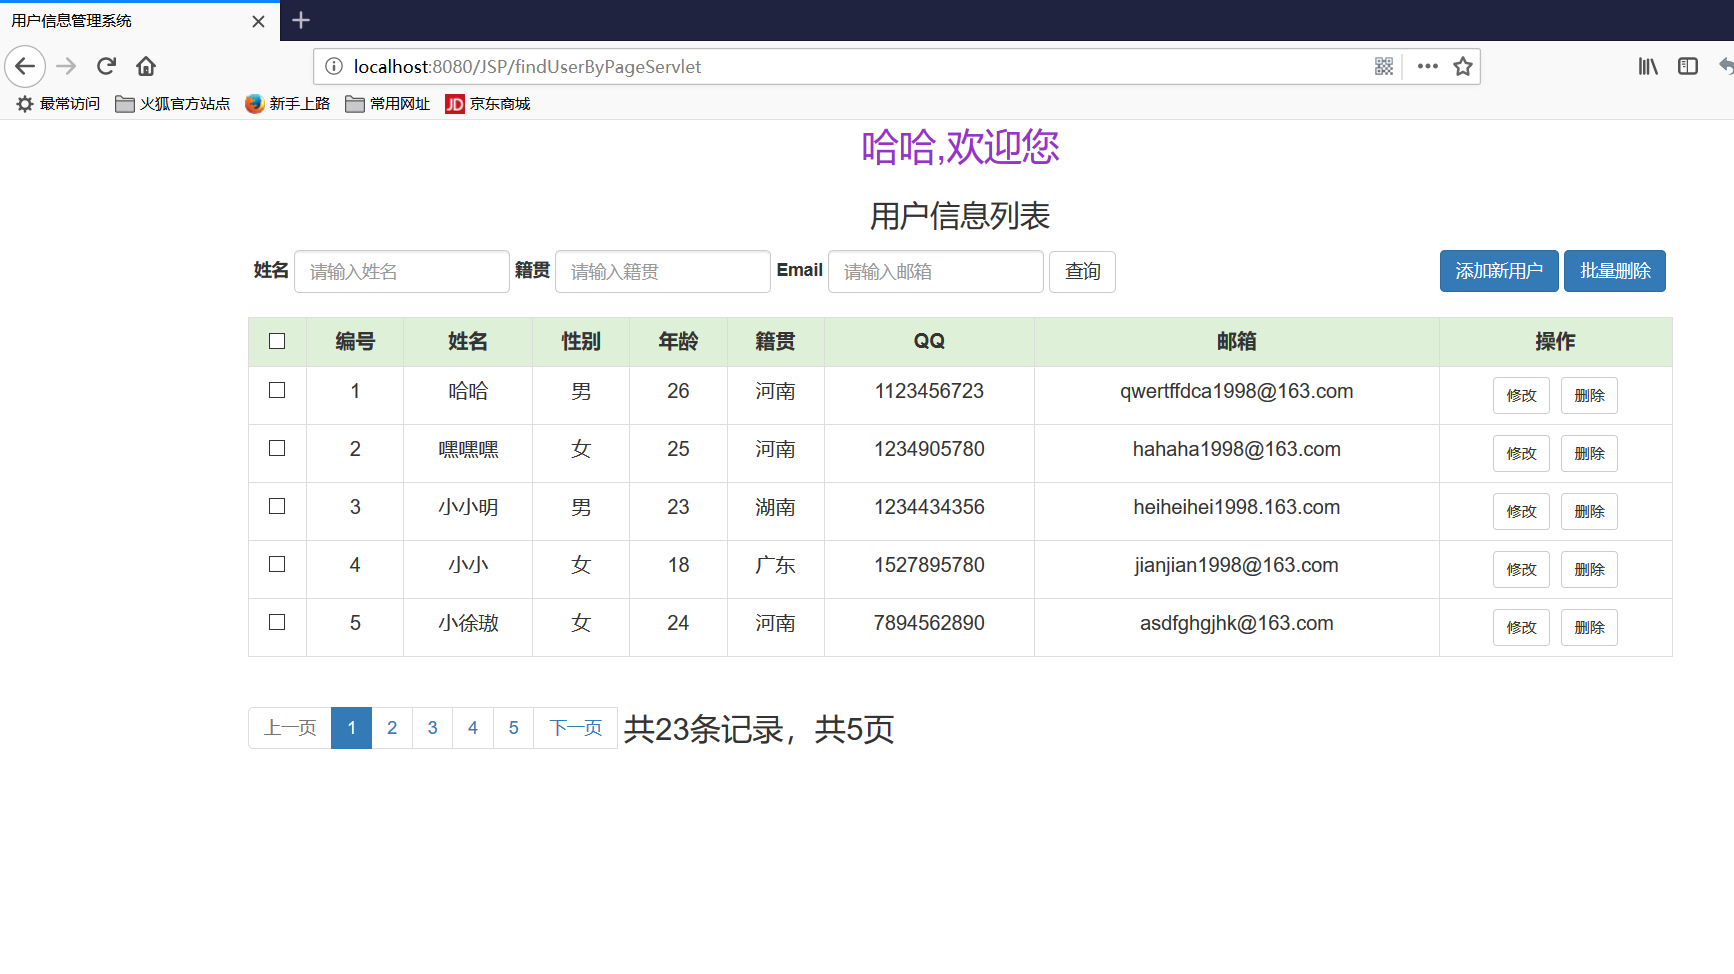 用户信息管理系统
localhost:8080/JSP/findUserByPageServlet
最常访问 火狐官方站点 新手上路 常用网址 JD 京东商城
哈哈,欢迎您
用户信息列表
姓名 请输入姓名 籍贯 请输入籍贯 Email 请输入邮箱 查询 添加新用户 批量删除
编号 姓名 性别 年龄 籍贯 QQ 邮箱 操作
1 哈哈 男 26 河南 1123456723 qwertffdca1998@163.com 修改 删除
2 嘿嘿嘿 女 25 河南 1234905780 hahaha1998@163.com 修改 删除
3 小小明 男 23 湖南 1234434356 heiheihei1998.163.com 修改 删除
4 小小 女 18 广东 1527895780 jianjian1998@163.com 修改 删除
5 小徐璈 女 24 河南 7894562890 asdfghgjhk@163.com 修改 删除
上一页 1 2 3 4 5 下一页 共23条记录，共5页